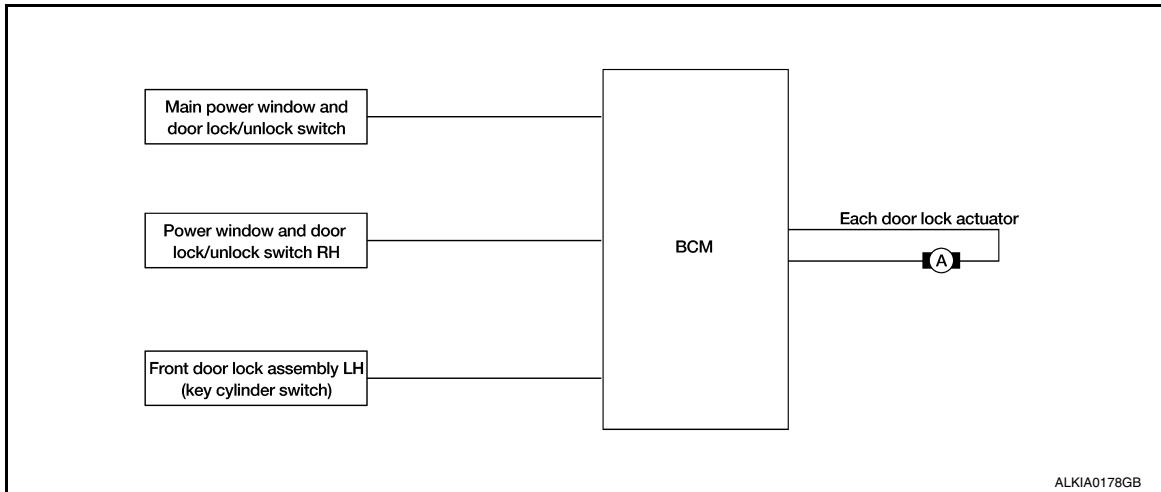 Main power window and
door lock/unlock switch
Power window and door
lock/unlock switch RH
Front door lock assembly LH
(key cylinder switch)
BCM
Each door lock actuator
A
ALKIA0178GB